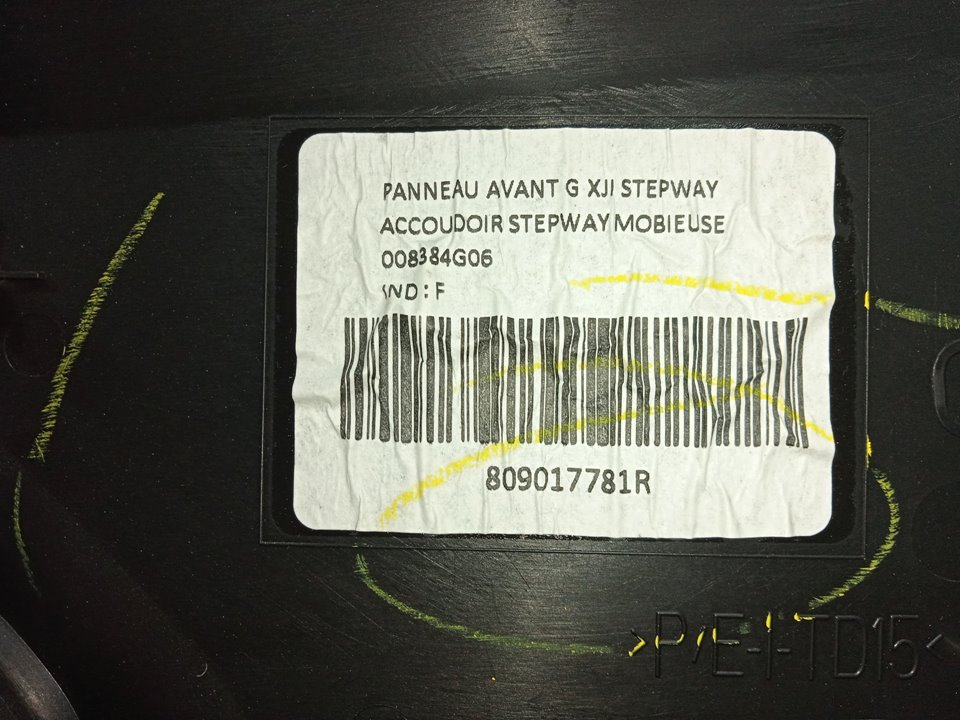 PANNEAU AVANT G XJI STEPWAY
ACCOUDOIR STEPWAY MOBIEUSE
008384G06
IND : F
809017781R
>P/E-I-TD15<